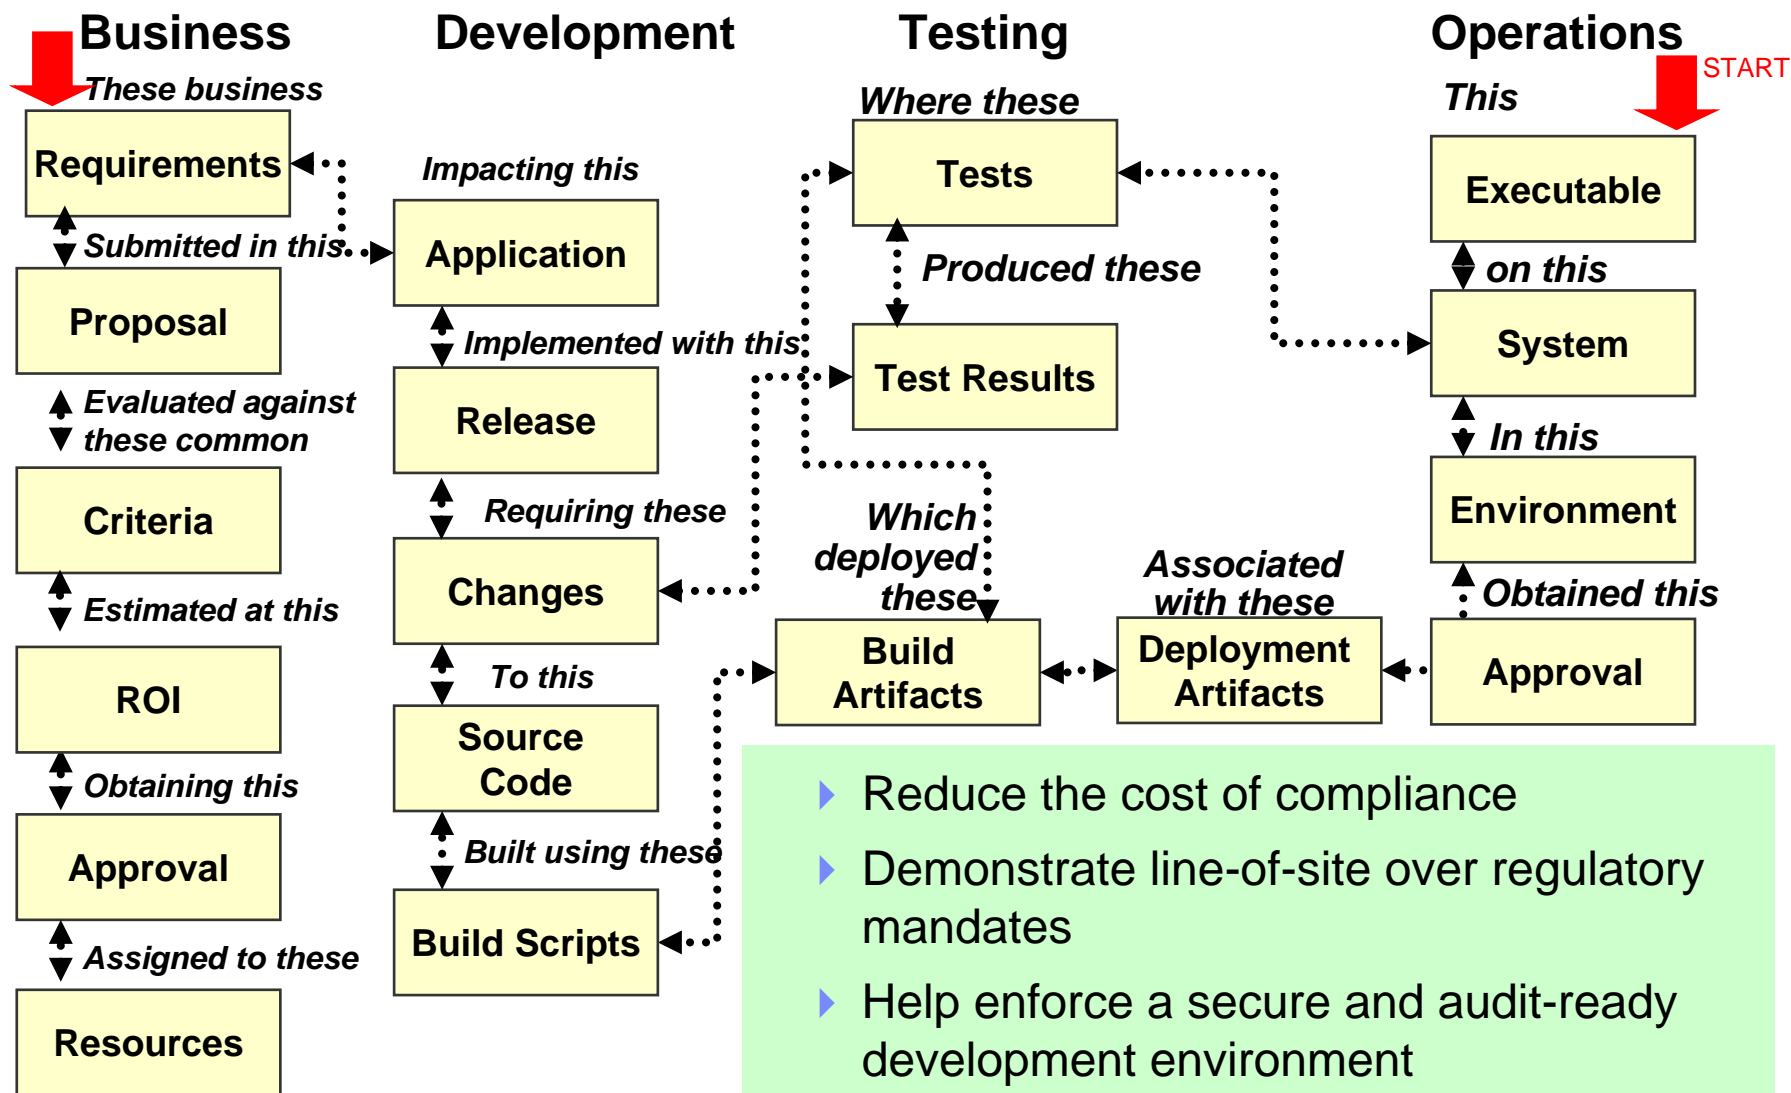 Business
Development
Testing
Operations
START
These business
Requirements
Submitted in this
Proposal
Evaluated against
these common
Criteria
Estimated at this
ROI
Obtaining this
Approval
Assigned to these
Resources
Impacting this
Application
Implemented with this
Release
Requiring these
Changes
To this
Source
Code
Built using these
Build Scripts
Where these
Tests
Produced these
Test Results
Which
deployed
these
Build
Artifacts
Associated
with these
Deployment
Artifacts
This
Executable
on this
System
In this
Environment
Obtained this
Approval
Reduce the cost of compliance
Demonstrate line-of-site over regulatory
mandates
Help enforce a secure and audit-ready
development environment